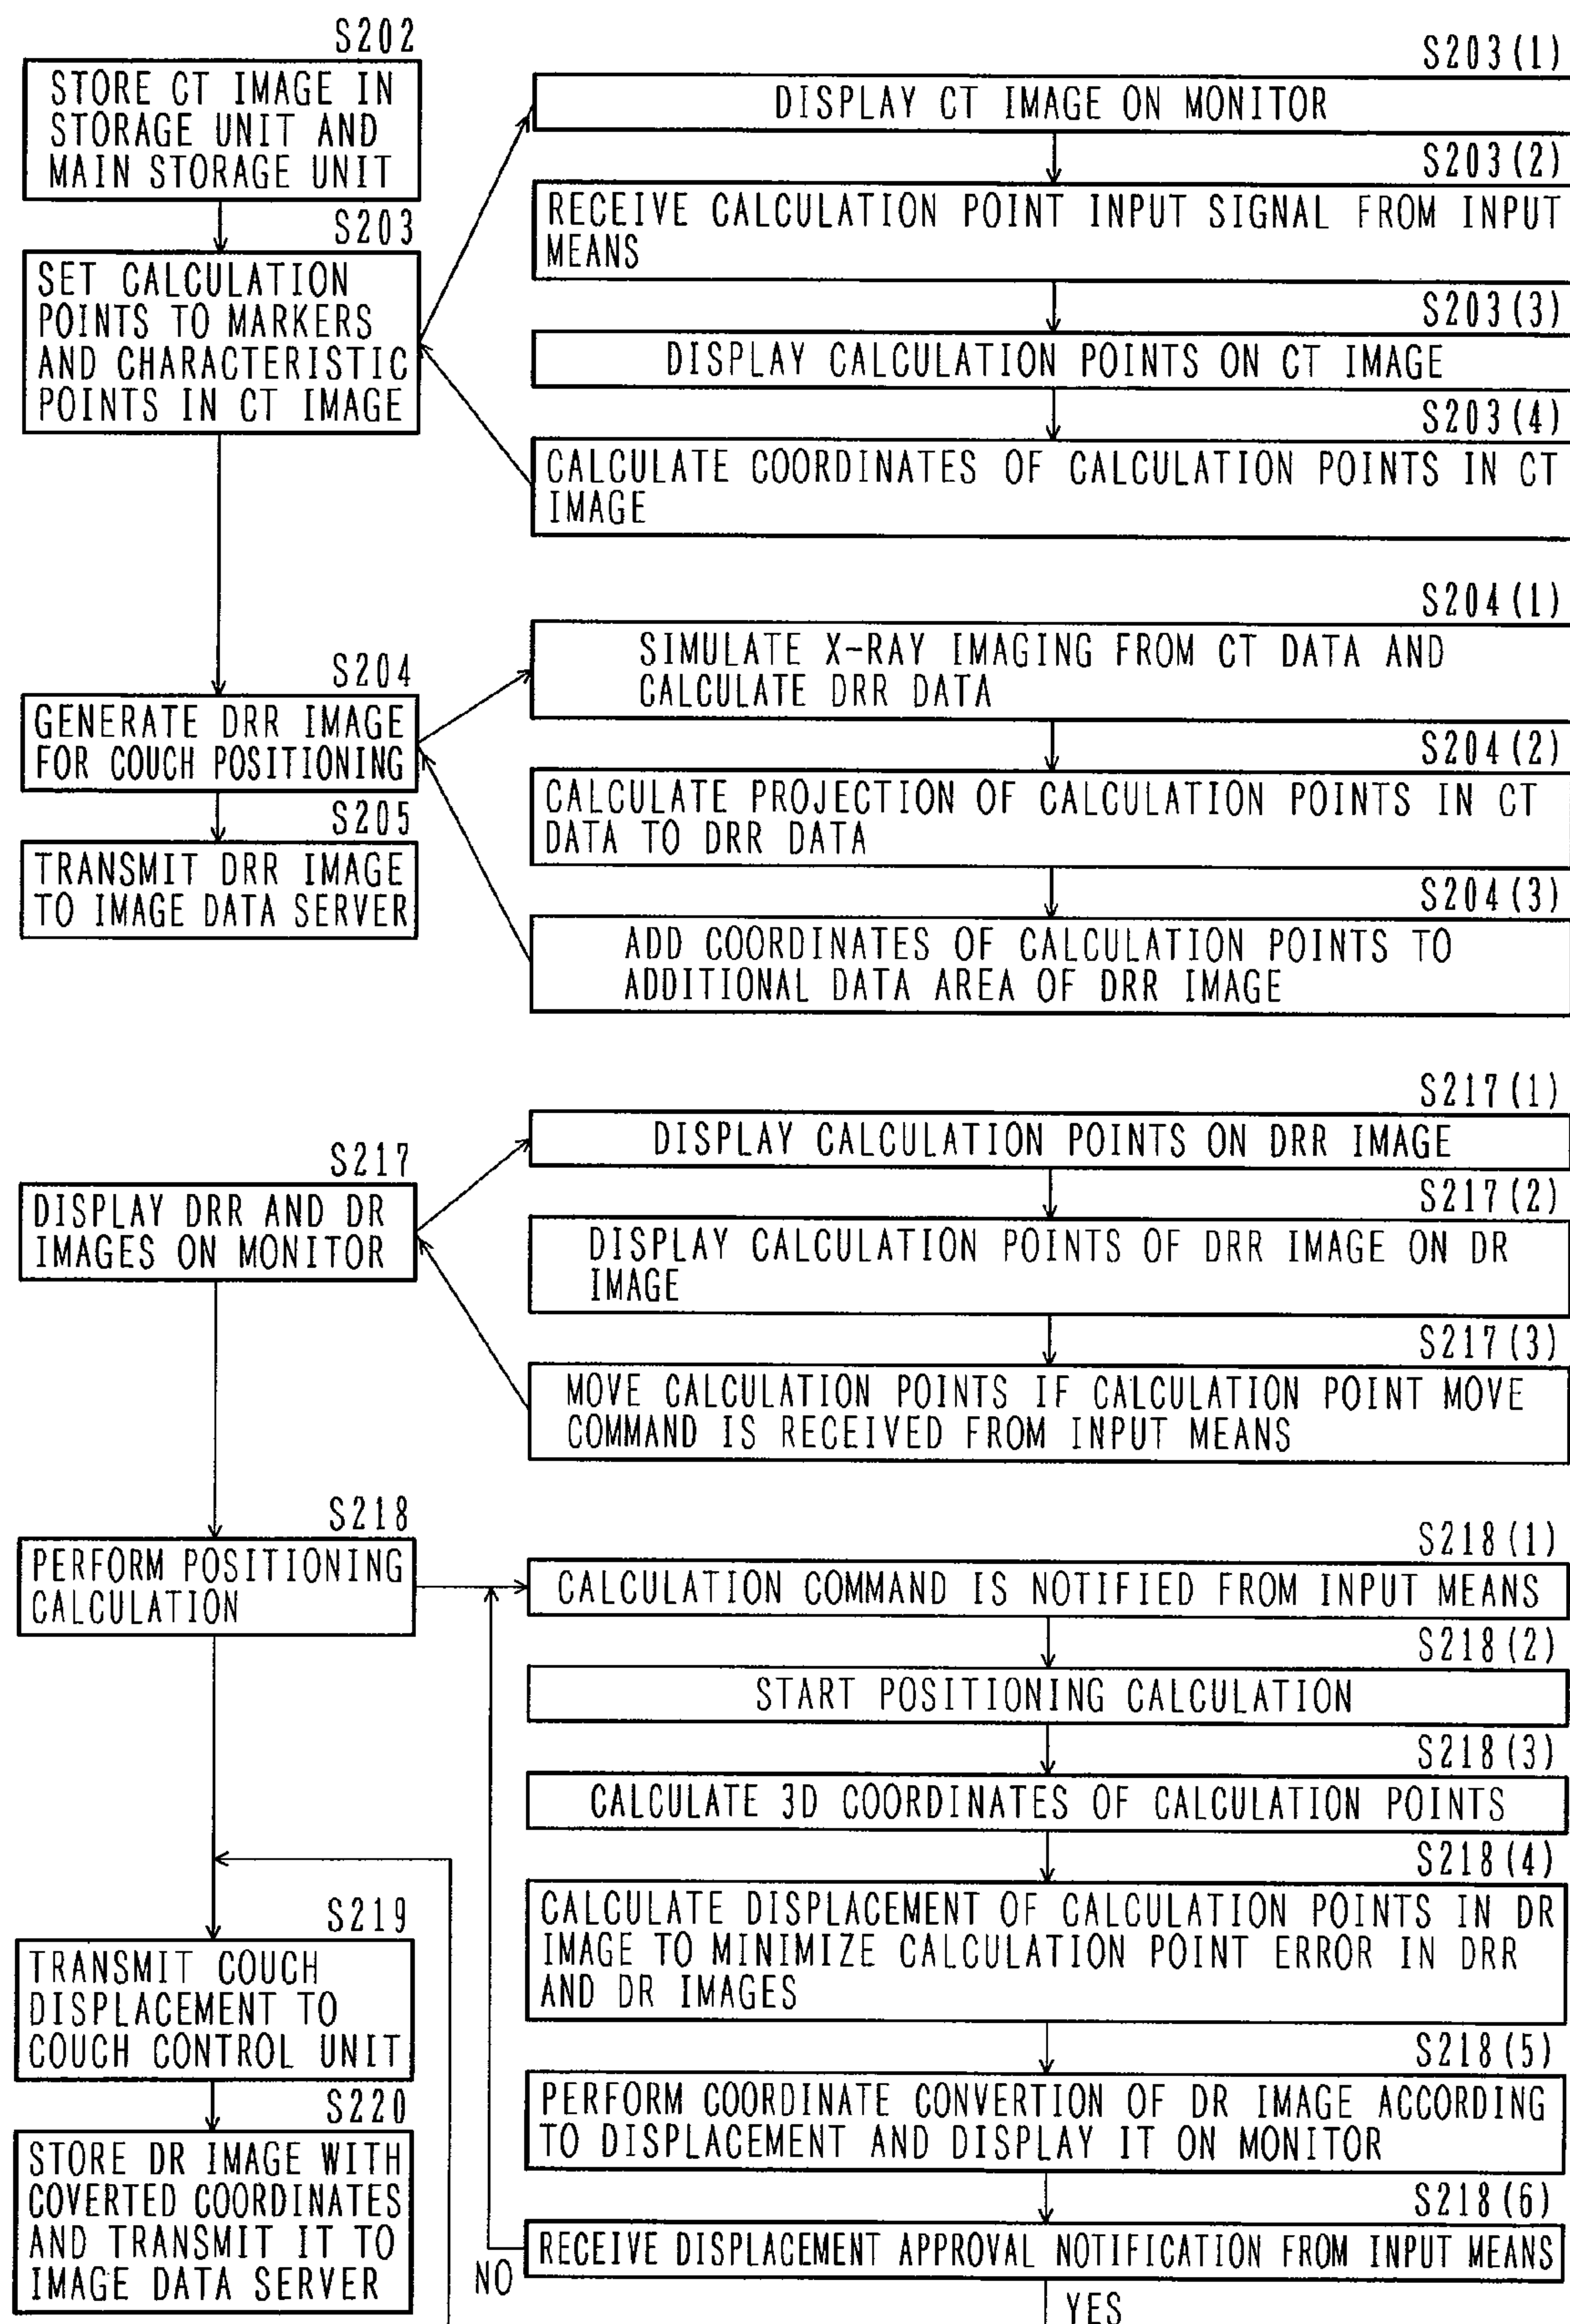 S202
STORE CT IMAGE IN
STORAGE UNIT AND
MAIN STORAGE UNIT
S203
SET CALCULATION
POINTS TO MARKERS
AND CHARACTERISTIC
POINTS IN CT IMAGE
S203(1)
DISPLAY CT IMAGE ON MONITOR
S203(2)
RECEIVE CALCULATION POINT INPUT SIGNAL FROM INPUT
MEANS
S203(3)
DISPLAY CALCULATION POINTS ON CT IMAGE
S203(4)
CALCULATE COORDINATES OF CALCULATION POINTS IN CT
IMAGE
S204
GENERATE DRR IMAGE
FOR COUCH POSITIONING
S204(1)
SIMULATE X-RAY IMAGING FROM CT DATA AND
CALCULATE DRR DATA
S204(2)
CALCULATE PROJECTION OF CALCULATION POINTS IN CT
DATA TO DRR DATA
S204(3)
ADD COORDINATES OF CALCULATION POINTS TO
ADDITIONAL DATA AREA OF DRR IMAGE
S205
TRANSMIT DRR IMAGE
TO IMAGE DATA SERVER
S217
DISPLAY DRR AND DR
IMAGES ON MONITOR
S217(1)
DISPLAY CALCULATION POINTS ON DRR IMAGE
S217(2)
DISPLAY CALCULATION POINTS OF DRR IMAGE ON DR
IMAGE
S217(3)
MOVE CALCULATION POINTS IF CALCULATION POINT MOVE
COMMAND IS RECEIVED FROM INPUT MEANS
S218
PERFORM POSITIONING
CALCULATION
S218(1)
CALCULATION COMMAND IS NOTIFIED FROM INPUT MEANS
S218(2)
START POSITIONING CALCULATION
S218(3)
CALCULATE 3D COORDINATES OF CALCULATION POINTS
S218(4)
CALCULATE DISPLACEMENT OF CALCULATION POINTS IN DR
IMAGE TO MINIMIZE CALCULATION POINT ERROR IN DRR
AND DR IMAGES
S218(5)
PERFORM COORDINATE CONVERTION OF DR IMAGE ACCORDING
TO DISPLACEMENT AND DISPLAY IT ON MONITOR
S218(6)
RECEIVE DISPLACEMENT APPROVAL NOTIFICATION FROM INPUT MEANS
NO
YES
S219
TRANSMIT COUCH
DISPLACEMENT TO
COUCH CONTROL UNIT
S220
STORE DR IMAGE WITH
COVERTED COORDINATES
AND TRANSMIT IT TO
IMAGE DATA SERVER